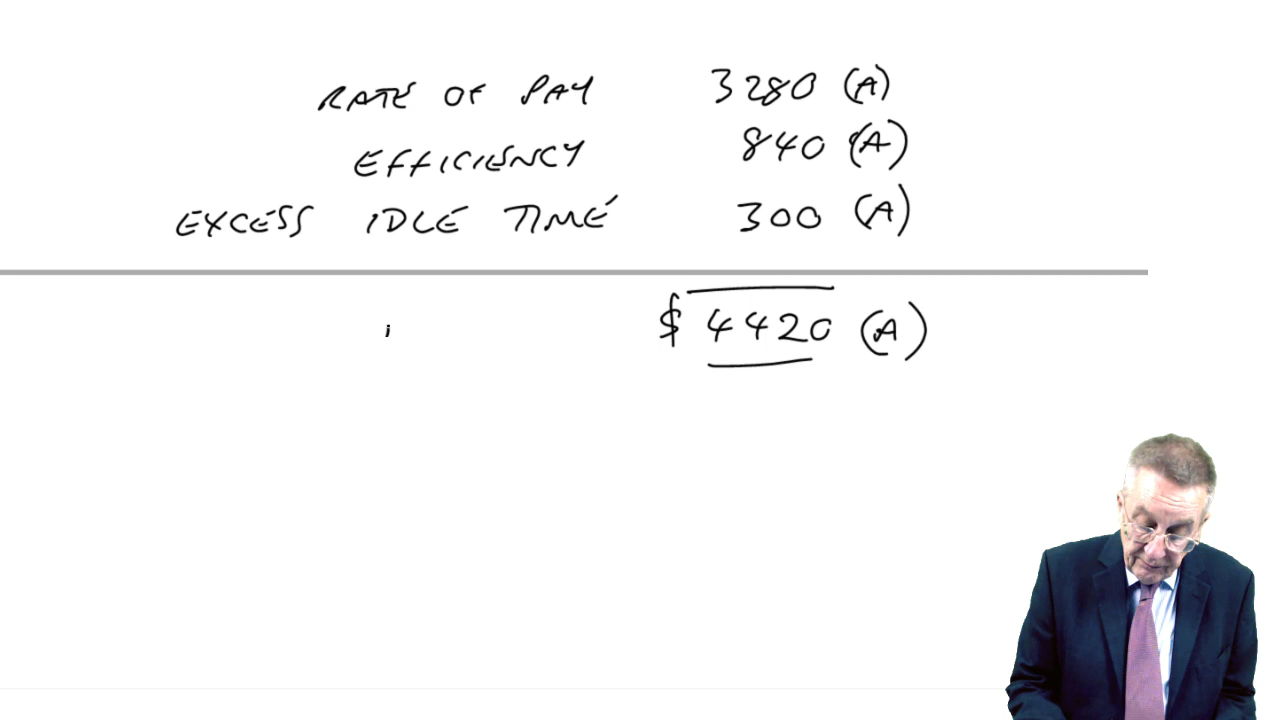 RATE OF PAY 3280 (A)
EFFICIENCY 840 (A)
EXCESS IDLE TIME 300 (A)
$ 4420 (A)